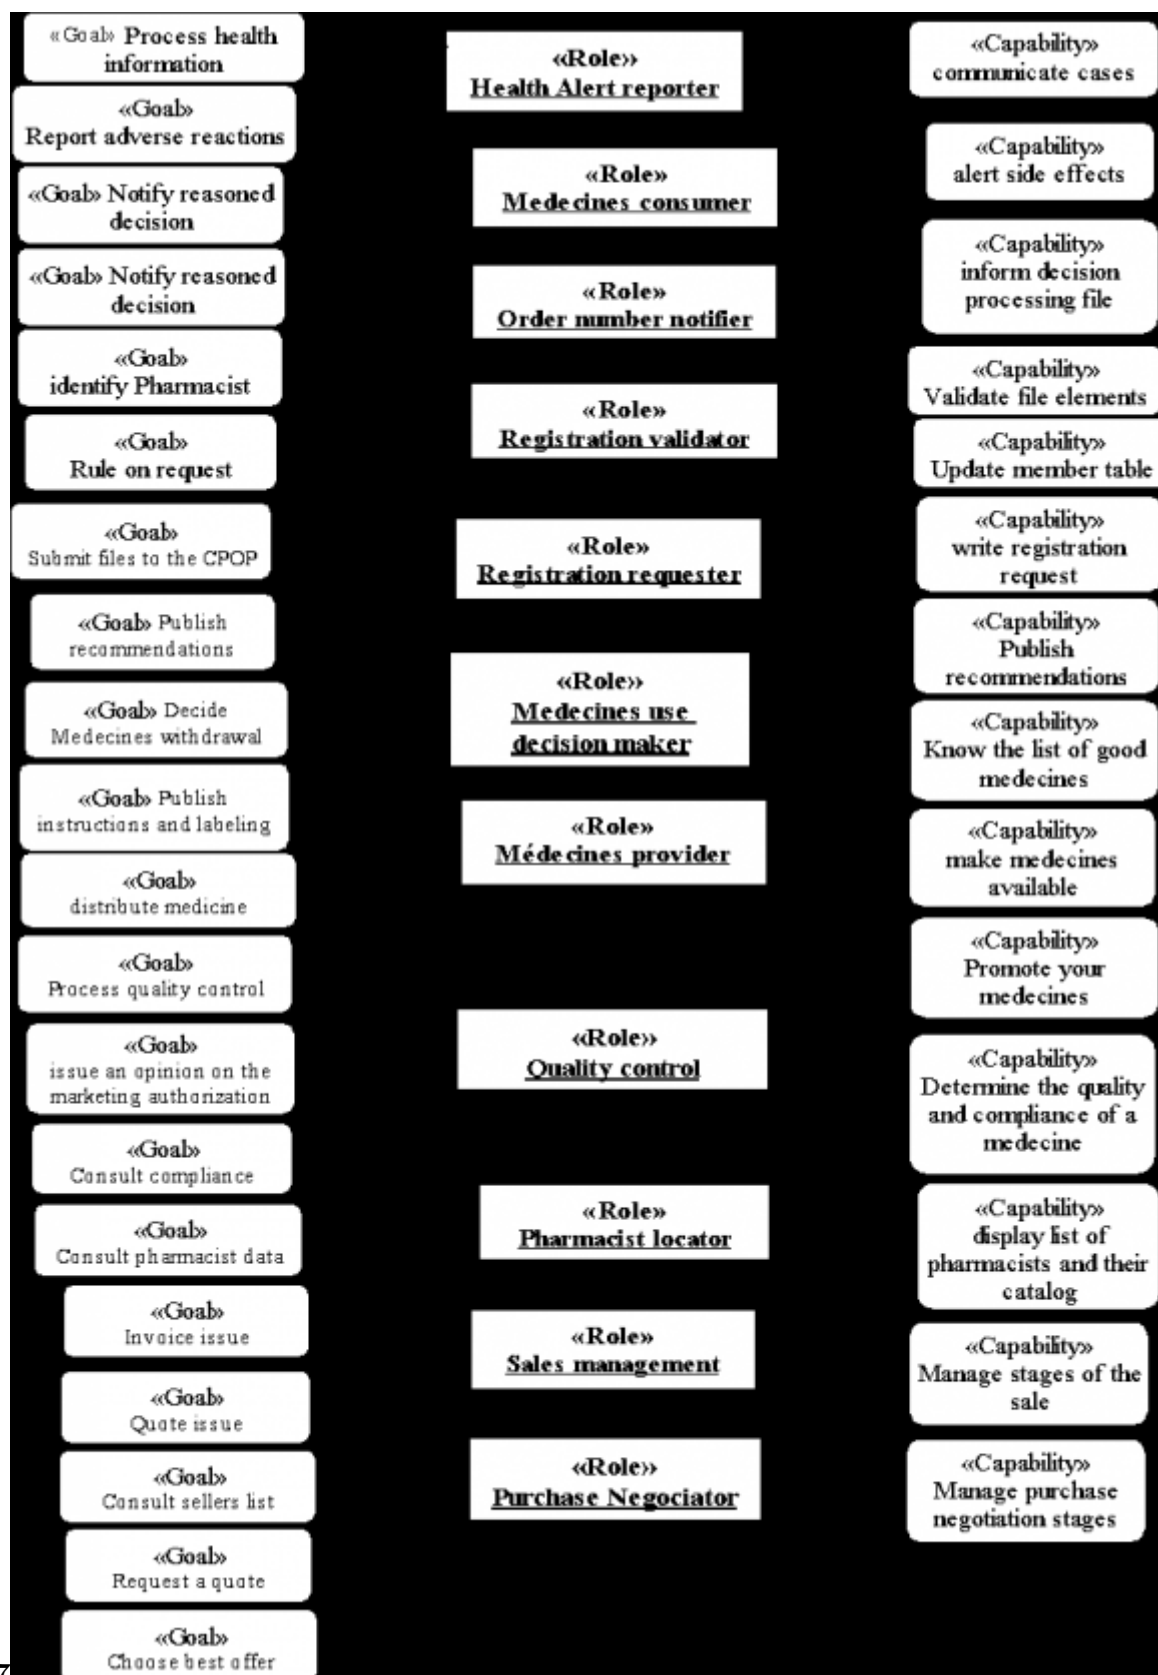 «Goal» Process health
information
«Goal»
Report adverse reactions
«Goal» Notify reasoned
decision
«Goal» Notify reasoned
decision
«Goal»
identify Pharmacist
«Goal»
Rule on request
«Goal»
Submit files to the CPOP
«Goal» Publish
recommendations
«Goal» Decide
Medecines withdrawal
«Goal» Publish
instructions and labeling
«Goal»
distribute medicine
«Goal»
Process quality control
«Goal»
issue an opinion on the
marketing authorization
«Goal»
Consult compliance
«Goal»
Consult pharmacist data
«Goal»
Invoice issue
«Goal»
Quote issue
«Goal»
Consult sellers list
«Goal»
Request a quote
«Goal»
Choose best offer
7
«Role»
Health Alert reporter
«Role»
Medecines consumer
«Role»
Order number notifier
«Role»
Registration validator
«Role»
Registration requester
«Role»
Medecines use
decision maker
«Role»
Médecines provider
«Role»
Quality control
«Role»
Pharmacist locator
«Role»
Sales management
«Role»
Purchase Negociator
«Capability»
communicate cases
«Capability»
alert side effects
«Capability»
inform decision
processing file
«Capability»
Validate file elements
«Capability»
Update member table
«Capability»
write registration
request
«Capability»
Publish
recommendations
«Capability»
Know the list of good
medecines
«Capability»
make medecines
available
«Capability»
Promote your
medecines
«Capability»
Determine the quality
and compliance of a
medecine
«Capability»
display list of
pharmacists and their
catalog
«Capability»
Manage stages of the
sale
«Capability»
Manage purchase
negotiation stages